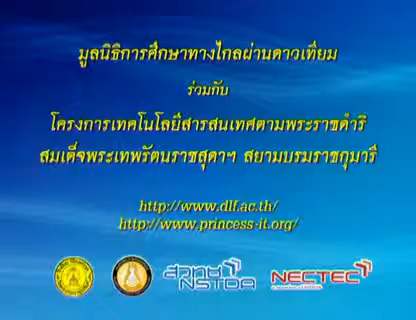 มูลนิธิการศึกษาทางไกลผ่านดาวเทียม
ร่วมกับ
โครงการเทคโนโลยีสารสนเทศตามพระราชดำริ
สมเด็จพระเทพรัตนราชสุดาฯ สยามบรมราชกุมารี
http://www.dlf.ac.th/
http://www.princess-it.org/
สวทช
NSTDA
NECTEC